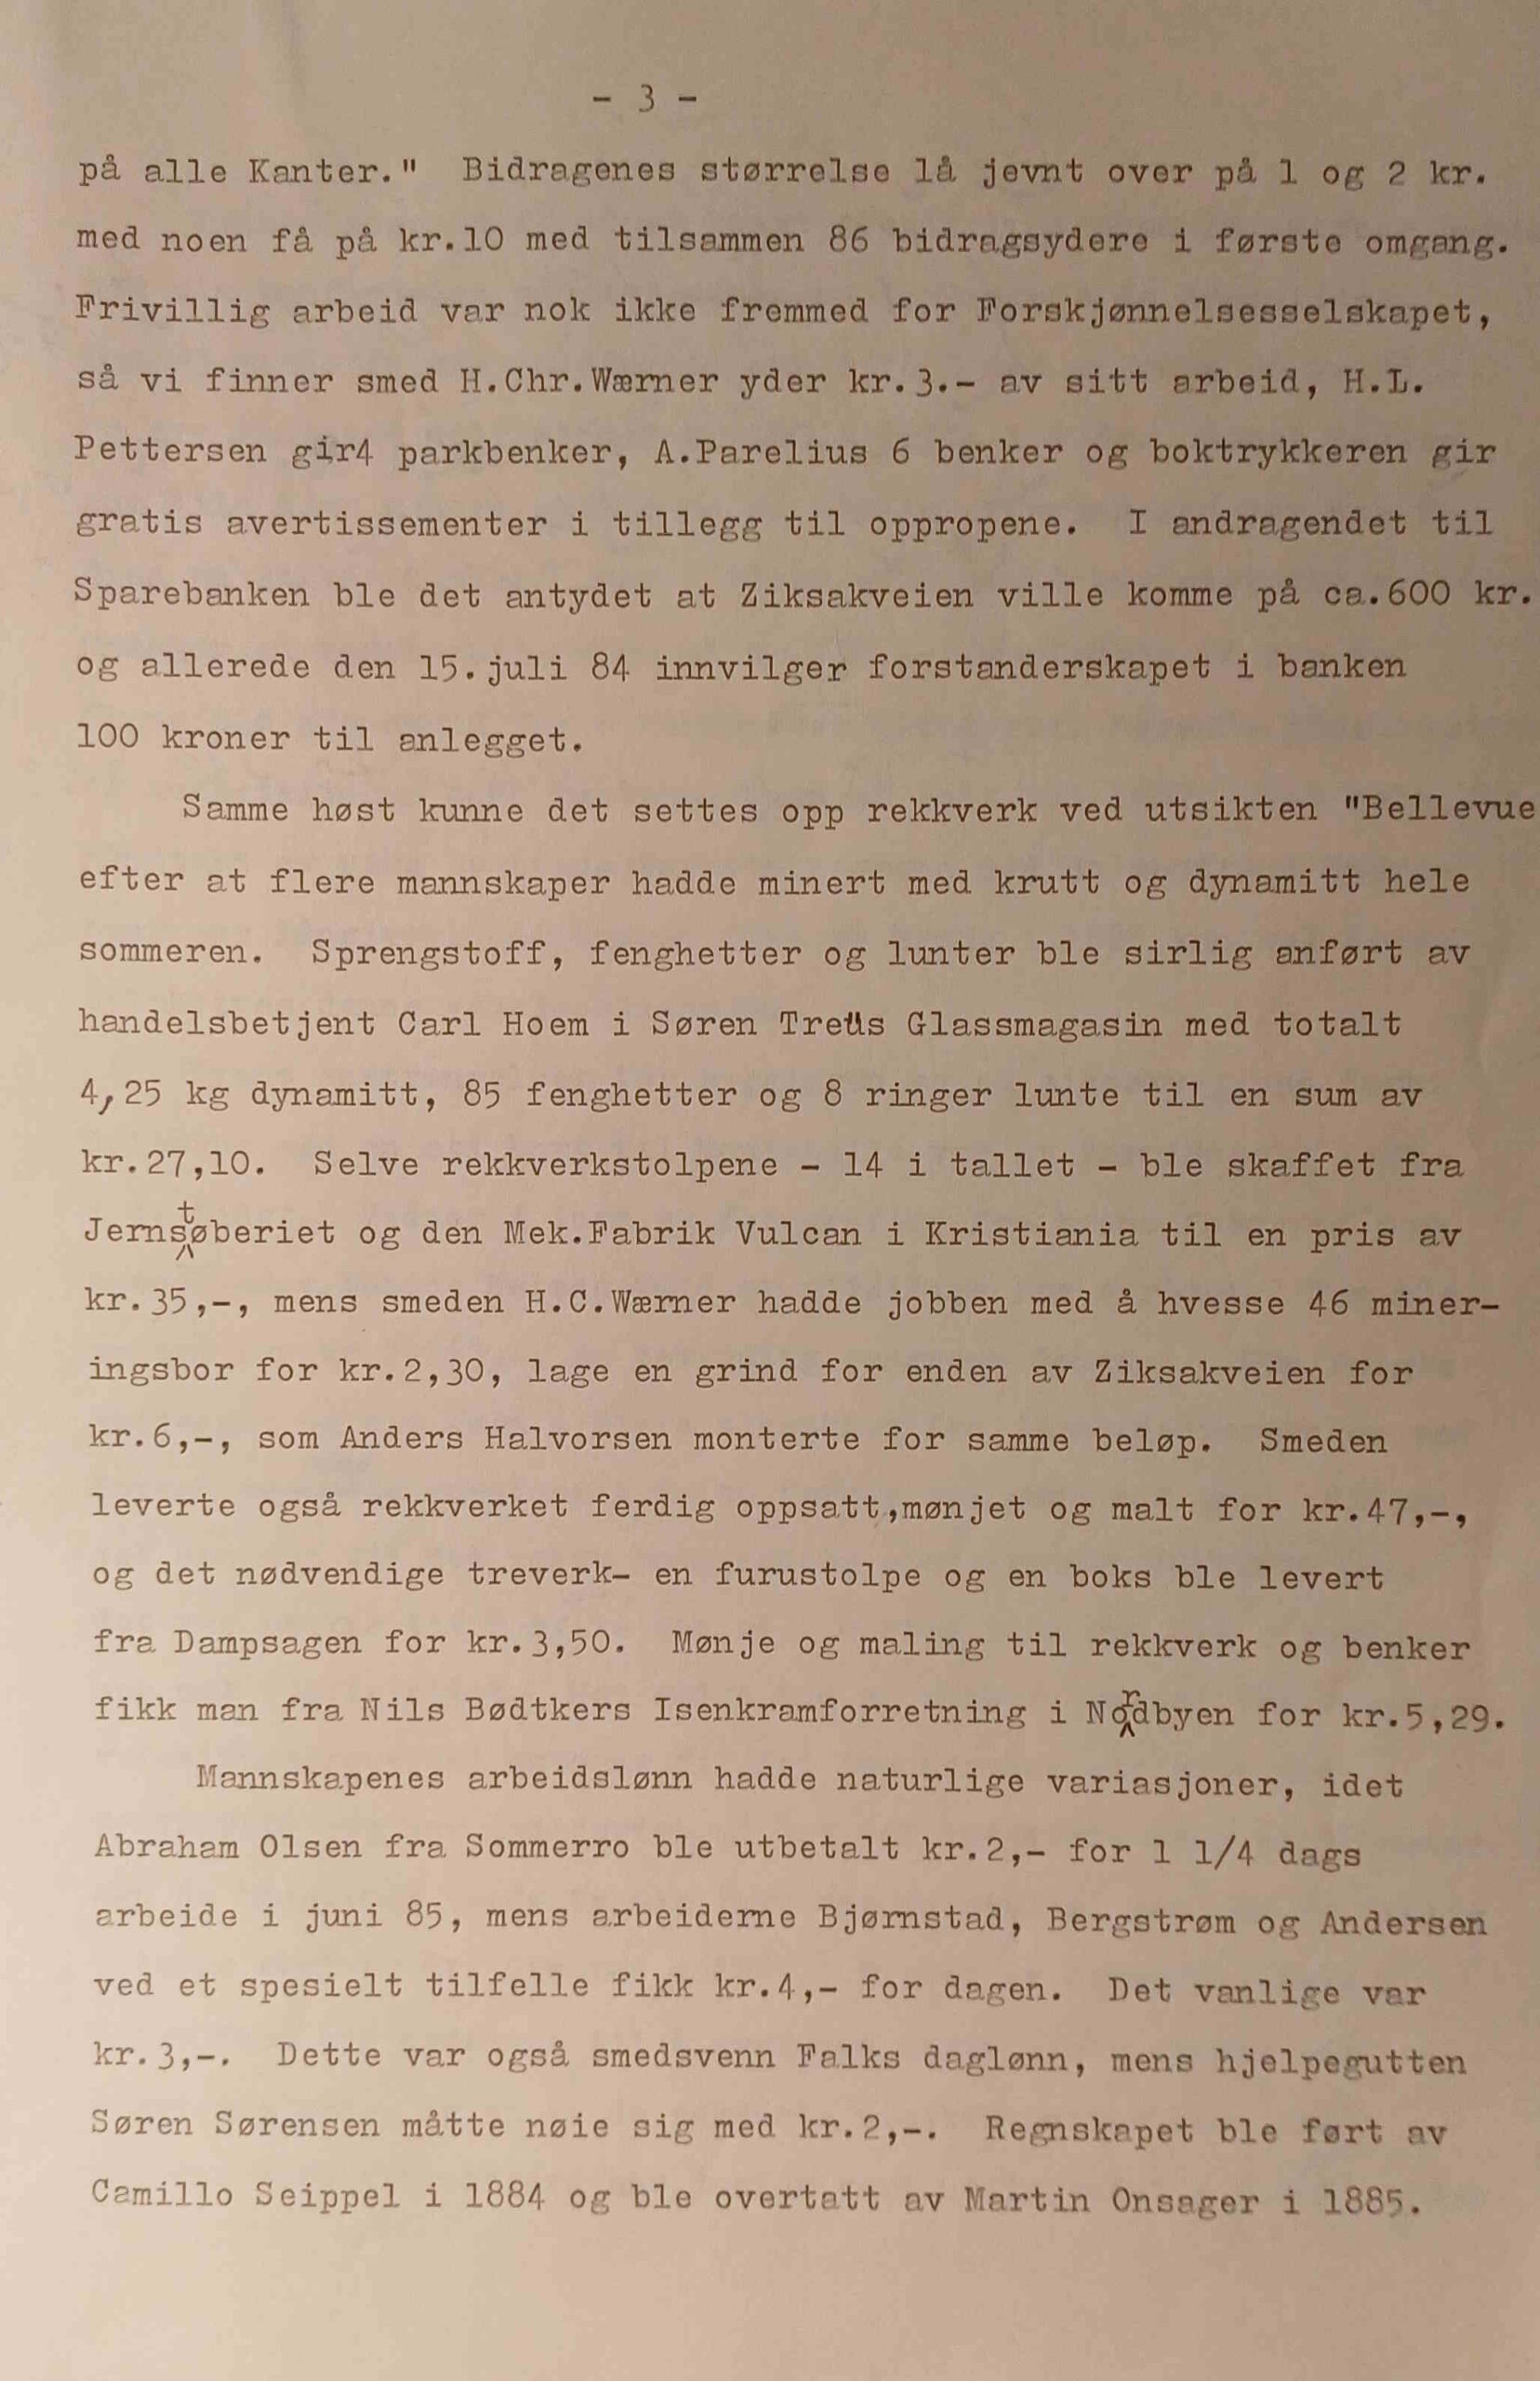 - 3 -
på alle Kanter."  Bidragenes størrelse lå jevnt over på 1 og 2 kr.
med noen få på kr.10 med tilsammen 86 bidragsydere i første omgang.
Frivillig arbeid var nok ikke fremmed for Forskjønnelsesselskapet,
så vi finner smed H.Chr.Wærner yder kr.3.- av sitt arbeid, H.L.
Pettersen gir4 parkbenker, A.Parelius 6 benker og boktrykkeren gir
gratis avertissementer i tillegg til oppropene.  I andragendet til
Sparebanken ble det antydet at Ziksakveien ville komme på ca.600 kr.
og allerede den 15.juli 84 innvilger forstanderskapet i banken
100 kroner til anlegget.
Samme høst kunne det settes opp rekkverk ved utsikten "Bellevue
efter at flere mannskaper hadde minert med krutt og dynamitt hele
sommeren.  Sprengstoff, fenghetter og lunter ble sirlig anført av
handelsbetjent Carl Hoem i Søren Treüs Glassmagasin med totalt
4,25 kg dynamitt, 85 fenghetter og 8 ringer lunte til en sum av
kr.27,10.  Selve rekkverkstolpene - 14 i tallet - ble skaffet fra
Jernstøberiet og den Mek.Fabrik Vulcan i Kristiania til en pris av
kr.35,-, mens smeden H.C.Wærner hadde jobben med å hvesse 46 miner-
ingsbor for kr.2,30, lage en grind for enden av Ziksakveien for
kr.6,-, som Anders Halvorsen monterte for samme beløp.  Smeden
leverte også rekkverket ferdig oppsatt,mønjet og malt for kr.47,-,
og det nødvendige treverk- en furustolpe og en boks ble levert
fra Dampsagen for kr.3,50.  Mønje og maling til rekkverk og benker
fikk man fra Nils Bødtkers Isenkramforretning i Nordbyen for kr.5,29.
Mannskapenes arbeidslønn hadde naturlige variasjoner, idet
Abraham Olsen fra Sommerro ble utbetalt kr.2,- for 1 1/4 dags
arbeide i juni 85, mens arbeiderne Bjørnstad, Bergstrøm og Andersen
ved et spesielt tilfelle fikk kr.4,- for dagen.  Det vanlige var
kr.3,-.  Dette var også smedsvenn Falks daglønn, mens hjelpegutten
Søren Sørensen måtte nøie sig med kr.2,-.  Regnskapet ble ført av
Camillo Seippel i 1884 og ble overtatt av Martin Onsager i 1885.